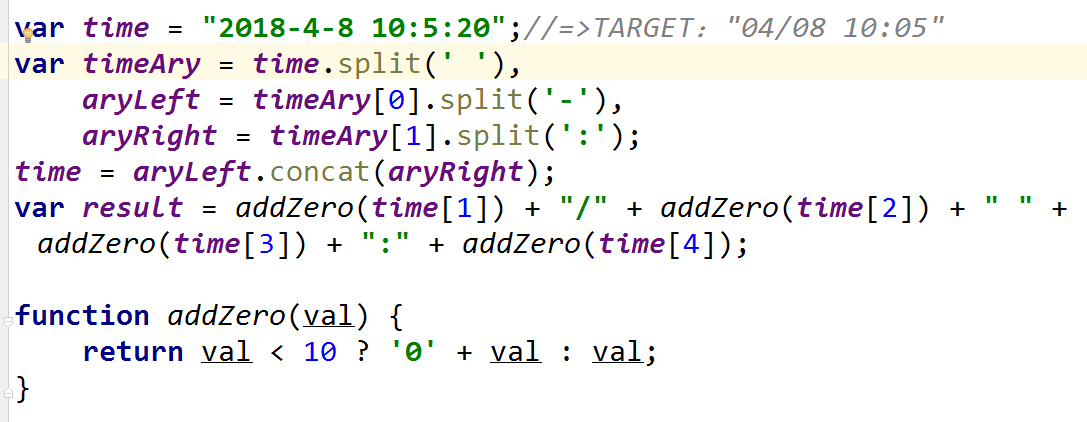 var time = "2018-4-8 10:5:20";//=>TARGET: "04/08 10:05"
var timeAry = time.split(' '),
    aryLeft = timeAry[0].split('-'),
    aryRight = timeAry[1].split(':');
time = aryLeft.concat(aryRight);
var result = addZero(time[1]) + "/" + addZero(time[2]) + " " +
 addZero(time[3]) + ":" + addZero(time[4]);

function addZero(val) {
    return val < 10 ? '0' + val : val;
}